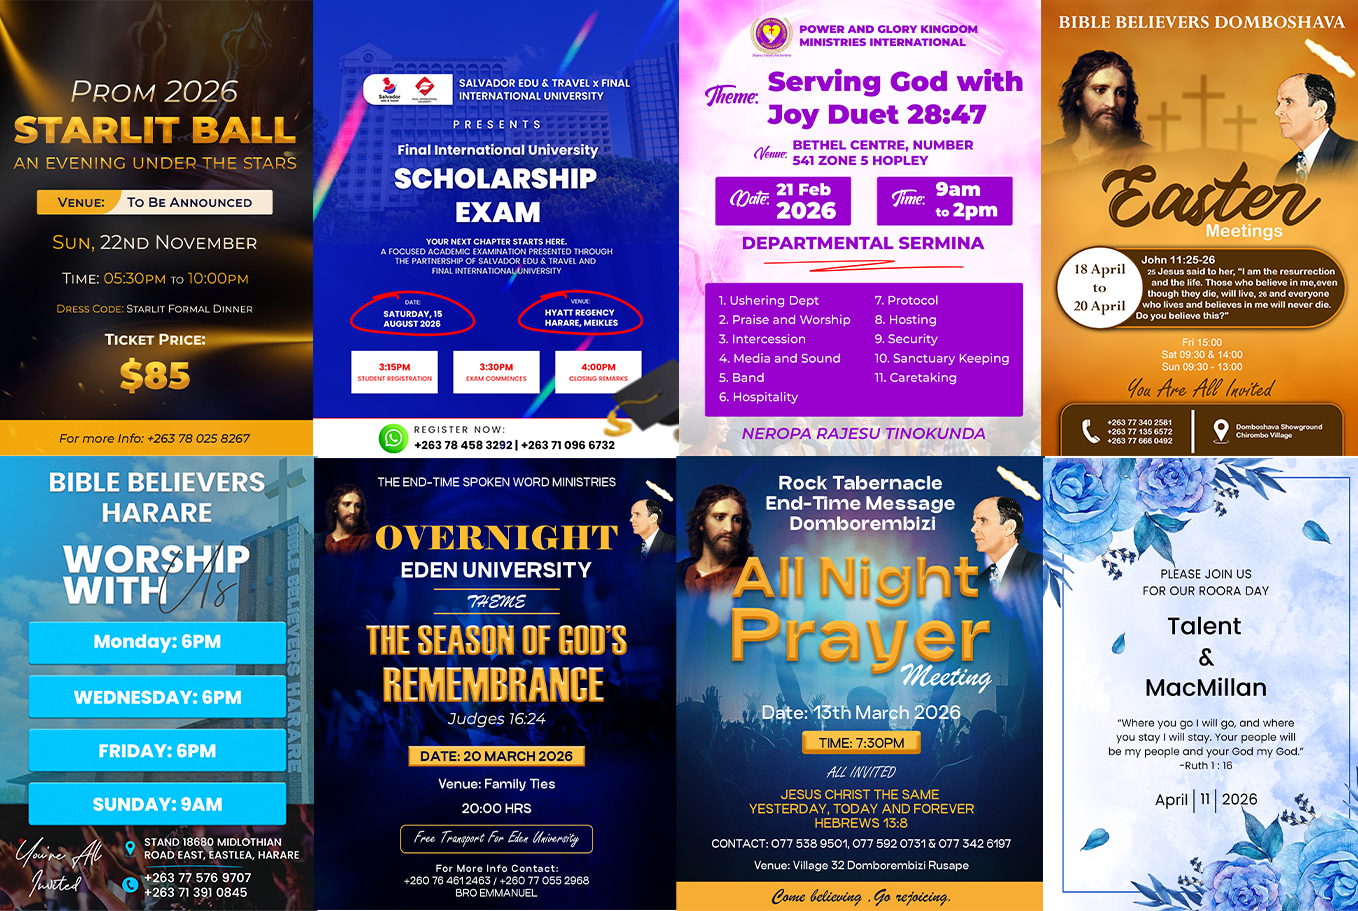 PROM 2026
STARLIT BALL
AN EVENING UNDER THE STARS
VENUE: TO BE ANNOUNCED
SUN, 22ND NOVEMBER
TIME: 05:30PM TO 10:00PM
DRESS CODE: STARLIT FORMAL DINNER
TICKET PRICE:
$85
For more Info: +263 78 025 8267
Salvador
SALVADOR EDU & TRAVEL x FINAL
INTERNATIONAL UNIVERSITY
PRESENTS
Final International University
SCHOLARSHIP
EXAM
YOUR NEXT CHAPTER STARTS HERE.
A FOCUSED ACADEMIC EXAMINATION PRESENTED THROUGH
THE PARTNERSHIP OF SALVADOR EDU & TRAVEL AND
FINAL INTERNATIONAL UNIVERSITY
DATE:
SATURDAY, 15
AUGUST 2026
VENUE:
HYATT REGENCY
HARARE, MEIKLES
3:15PM
STUDENT REGISTRATION
3:30PM
EXAM COMMENCES
4:00PM
CLOSING REMARKS
REGISTER NOW:
+263 78 458 3292 | +263 71 096 6732
POWER AND GLORY KINGDOM
MINISTRIES INTERNATIONAL
Theme: Serving God with
Joy Duet 28:47
Venue: BETHEL CENTRE, NUMBER
541 ZONE 5 HOPLEY
Date: 21 Feb
2026
Time: 9am
to 2pm
DEPARTMENTAL SERMINA
1. Ushering Dept
2. Praise and Worship
3. Intercession
4. Media and Sound
5. Band
6. Hospitality
7. Protocol
8. Hosting
9. Security
10. Sanctuary Keeping
11. Caretaking
NEROPA RAJESU TINOKUNDA
BIBLE BELIEVERS DOMBOSHAVA
Easter
Meetings
18 April
to
20 April
John 11:25-26
25 Jesus said to her, "I am the resurrection
and the life. Those who believe in me,even
though they die, will live, 26 and everyone
who lives and believes in me will never die.
Do you believe this?"
Fri 15:00
Sat 09:30 & 14:00
Sun 09:30 - 13:00
You Are All Invited
+263 77 340 2581
+263 77 135 6572
+263 77 666 0492
Domboshava Showground
Chirombo Village
BIBLE BELIEVERS
HARARE
WORSHIP
WITH Us
BIBLE BELIEVERS HARARE
Monday: 6PM
WEDNESDAY: 6PM
FRIDAY: 6PM
SUNDAY: 9AM
You're All
Invited
STAND 18680 MIDLOTHIAN
ROAD EAST, EASTLEA, HARARE
+263 77 576 9707
+263 71 391 0845
THE END-TIME SPOKEN WORD MINISTRIES
OVERNIGHT
EDEN UNIVERSITY
THEME
THE SEASON OF GOD'S
REMEMBRANCE
Judges 16:24
DATE: 20 MARCH 2026
Venue: Family Ties
20:00 HRS
Free Transport For Eden University
For More Info Contact:
+260 76 461 2463 / +260 77 055 2968
BRO EMMANUEL
Rock Tabernacle
End-Time Message
Domborembizi
All Night
Prayer
Meeting
Date: 13th March 2026
TIME: 7:30PM
ALL INVITED
JESUS CHRIST THE SAME
YESTERDAY, TODAY AND FOREVER
HEBREWS 13:8
CONTACT: 077 538 9501, 077 592 0731 & 077 342 6197
Venue: Village 32 Domborembizi Rusape
Come believing , Go rejoicing.
PLEASE JOIN US
FOR OUR ROORA DAY
Talent
&
MacMillan
"Where you go I will go, and where
you stay I will stay. Your people will
be my people and your God my God."
-Ruth 1 : 16
April | 11 | 2026